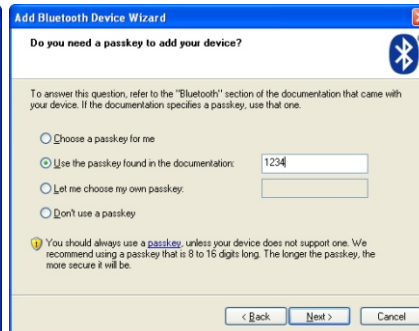 Add Bluetooth Device Wizard
Do you need a passkey to add your device?
To answer this question, refer to the "Bluetooth" section of the documentation that came with
your device. If the documentation specifies a passkey, use that one.
Choose a passkey for me
Use the passkey found in the documentation: 1234
Let me choose my own passkey:
Don't use a passkey
You should always use a passkey, unless your device does not support one. We
recommend using a passkey that is 8 to 16 digits long. The longer the passkey, the
more secure it will be.
< Back Next > Cancel